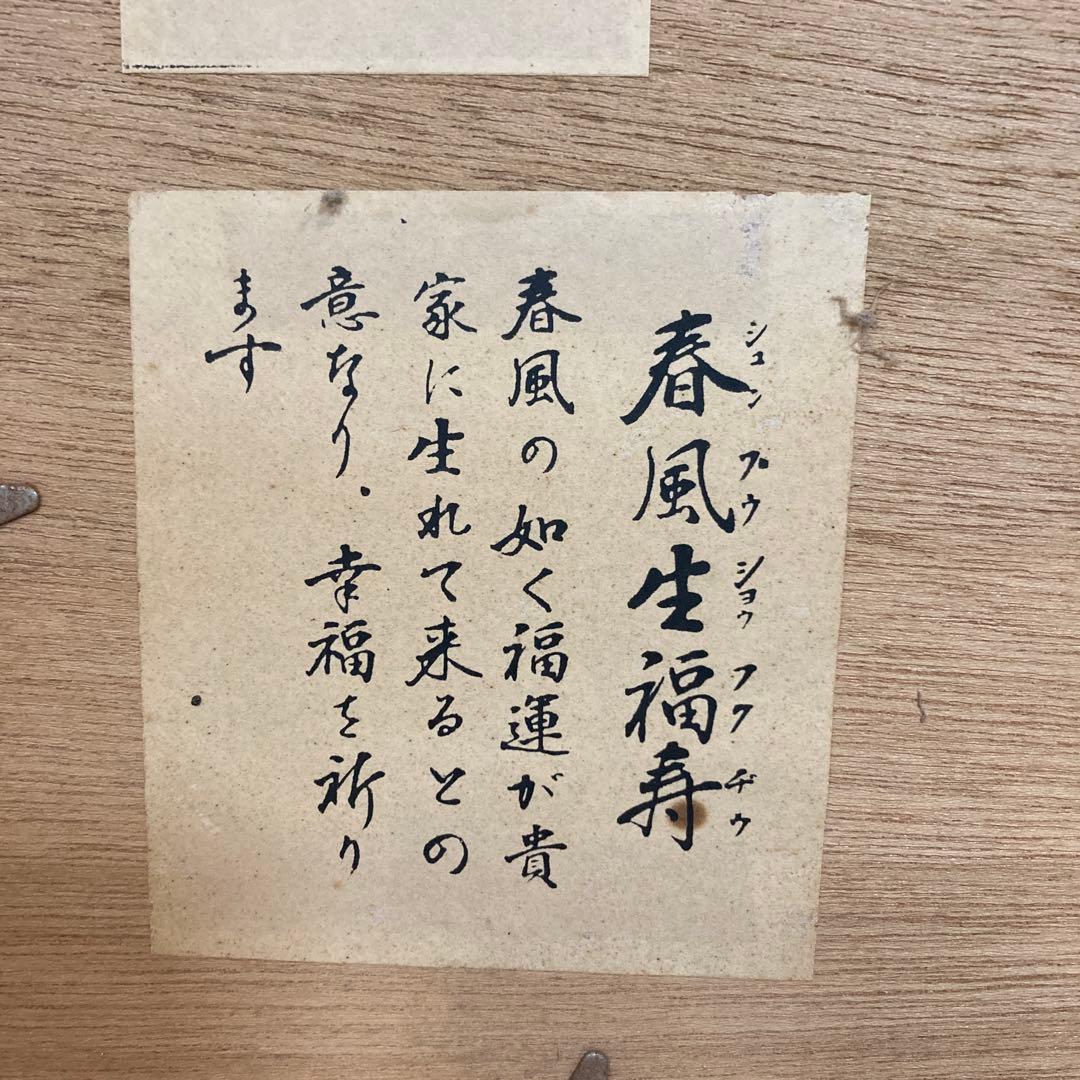 春風生福寿
シュンプウショウフクヂウ
春風の如く福運が貴
家に生れて来るとの
意なり.幸福を祈り
ます